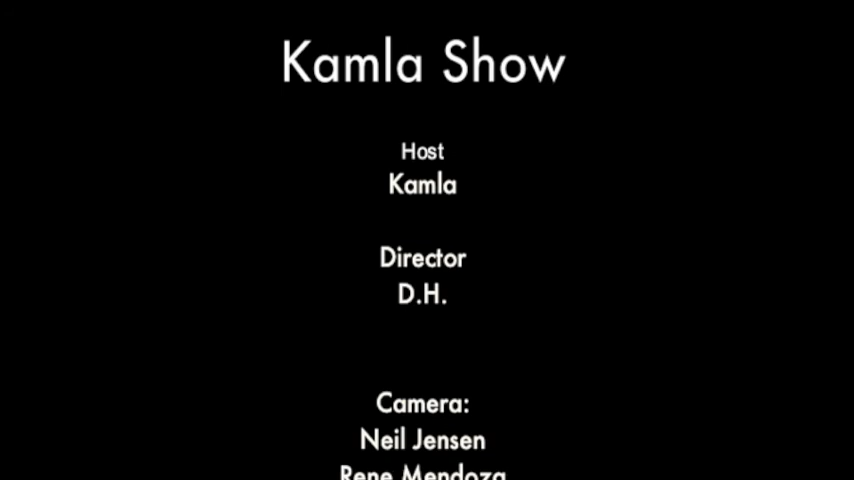 Kamla Show
Host
Kamla
Director
D.H.
Camera:
Neil Jensen
Rene Mendoza